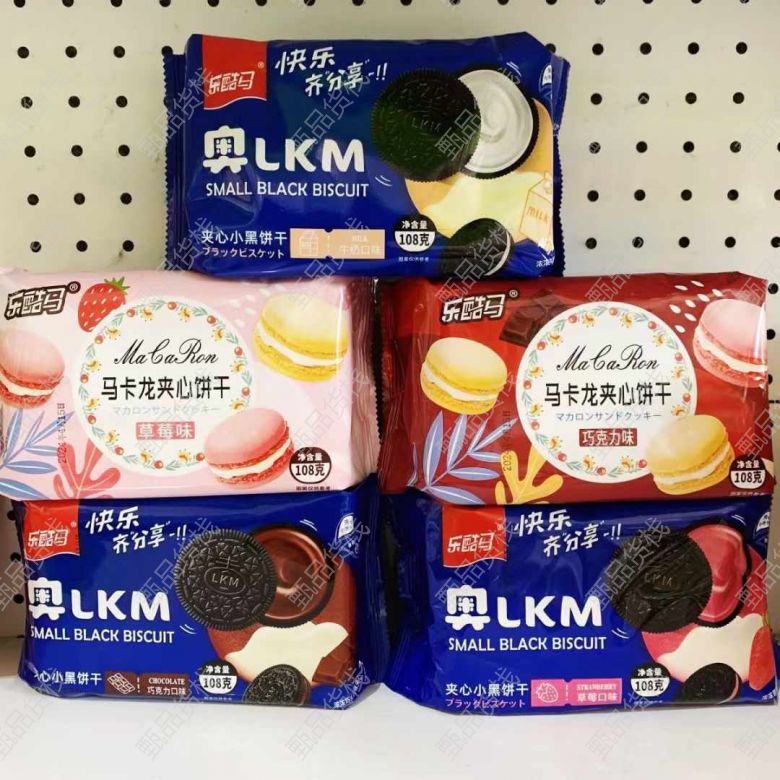 乐酷马
快乐
齐分享~!!
LKM
奥LKM
SMALL BLACK BISCUIT
MILK
夹心小黑饼干
ブラックビスケット
牛奶口味
净含量
108克
乐酷马®
MaCaRon
马卡龙夹心饼干
マカロンサンドクッキー
草莓味
净含量
108克
乐酷马®
MaCaRon
马卡龙夹心饼干
マカロンサンドクッキー
巧克力味
净含量
108克
乐酷马
快乐
齐分享~!!
LKM
奥LKM
SMALL BLACK BISCUIT
夹心小黑饼干
CHOCOLATE
巧克力口味
净含量
108克
乐酷马
快乐
齐分享~!!
LKM
奥LKM
SMALL BLACK BISCUIT
夹心小黑饼干
ブラックビスケット
STRAWBERRY
草莓口味
净含量
108克
甄品货栈